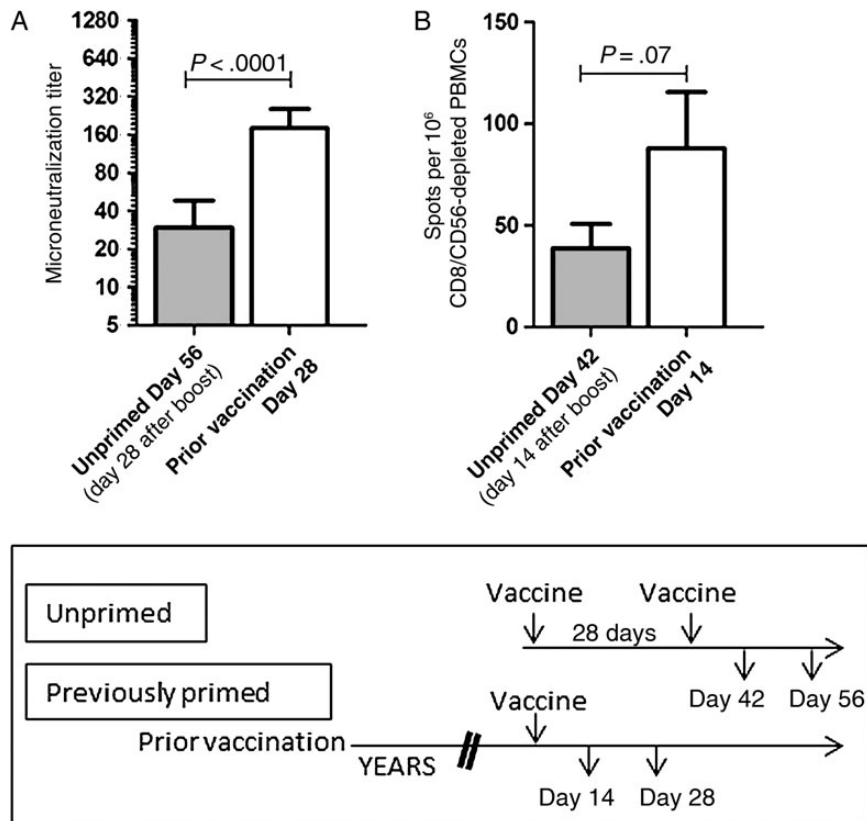 A
Microneutralization titer
1280
640
320
160
80
40
20
10
5
P < .0001
Unprimed Day 56
(day 28 after boost)
Prior vaccination
Day 28
B
Spots per 10⁶
CD8/CD56-depleted PBMCs
150
100
50
0
P = .07
Unprimed Day 42
(day 14 after boost)
Prior vaccination
Day 14
Unprimed
Vaccine
Vaccine
28 days
Day 42
Day 56
Previously primed
Vaccine
Prior vaccination
YEARS
Day 14
Day 28